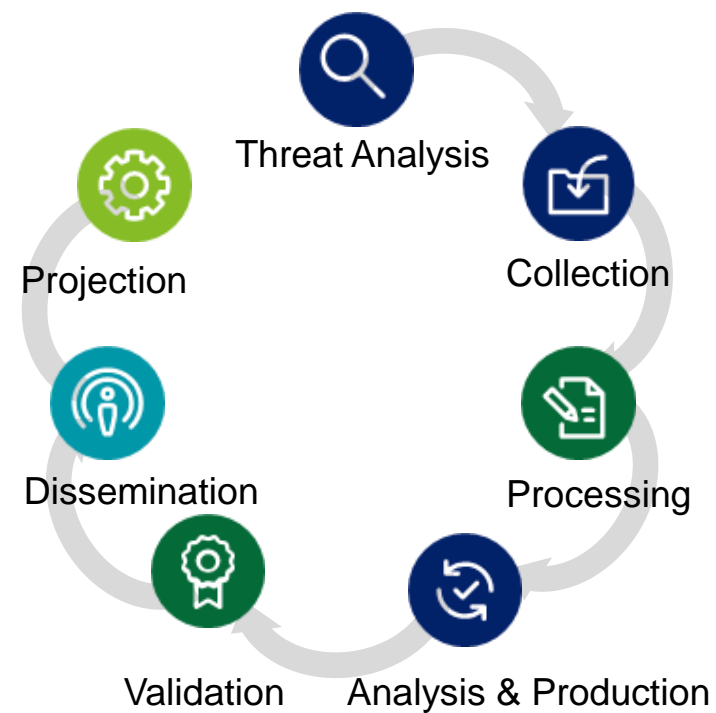 Threat Analysis
Collection
Processing
Analysis & Production
Validation
Dissemination
Projection